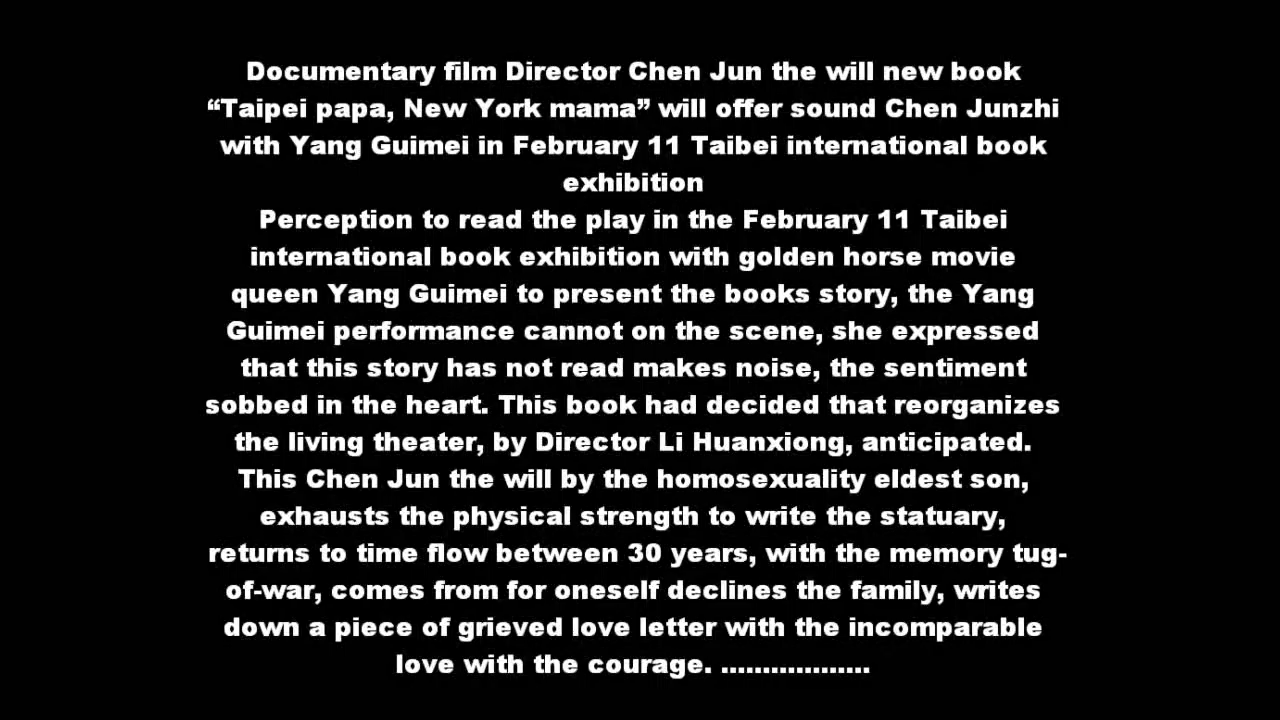 Documentary film Director Chen Jun the will new book
“Taipei papa, New York mama” will offer sound Chen Junzhi
with Yang Guimei in February 11 Taibei international book
exhibition
Perception to read the play in the February 11 Taibei
international book exhibition with golden horse movie
queen Yang Guimei to present the books story, the Yang
Guimei performance cannot on the scene, she expressed
that this story has not read makes noise, the sentiment
sobbed in the heart. This book had decided that reorganizes
the living theater, by Director Li Huanxiong, anticipated.
This Chen Jun the will by the homosexuality eldest son,
exhausts the physical strength to write the statuary,
returns to time flow between 30 years, with the memory tug-
of-war, comes from for oneself declines the family, writes
down a piece of grieved love letter with the incomparable
love with the courage. ..................